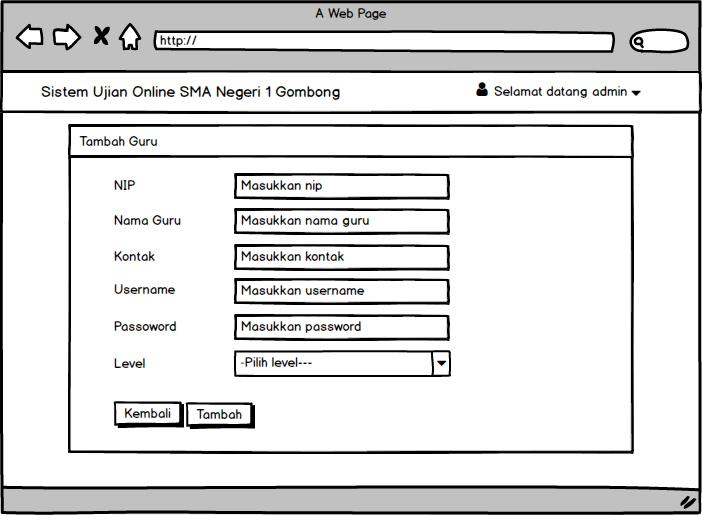 A Web Page
http://
Sistem Ujian Online SMA Negeri 1 Gombong
Selamat datang admin
Tambah Guru
NIP
Masukkan nip
Nama Guru
Masukkan nama guru
Kontak
Masukkan kontak
Username
Masukkan username
Passoword
Masukkan password
Level
-Pilih level---
Kembali
Tambah